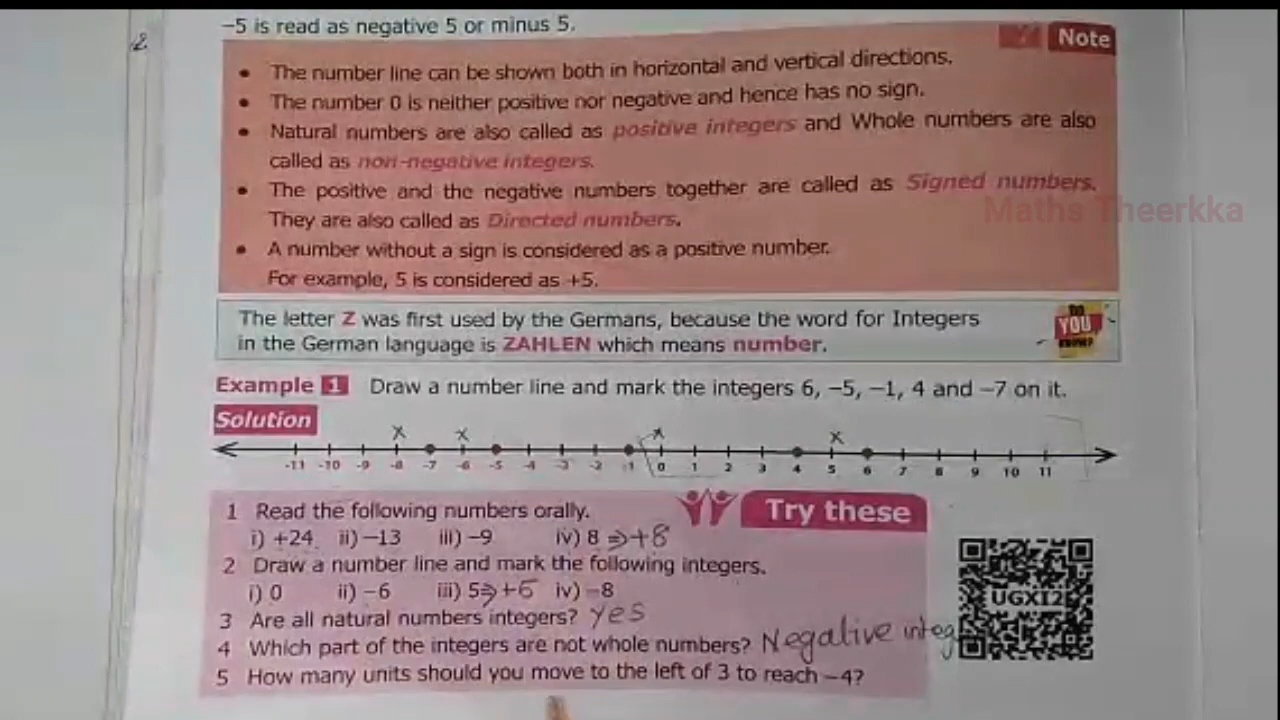 -5 is read as negative 5 or minus 5.
Note
• The number line can be shown both in horizontal and vertical directions.
• The number 0 is neither positive nor negative and hence has no sign.
• Natural numbers are also called as positive integers and Whole numbers are also
called as non-negative integers.
• The positive and the negative numbers together are called as Signed numbers.
They are also called as Directed numbers.
Maths Theerkka
• A number without a sign is considered as a positive number.
For example, 5 is considered as +5.
The letter Z was first used by the Germans, because the word for Integers
in the German language is ZAHLEN which means number.
DO YOU KNOW?
Example 1 Draw a number line and mark the integers 6, -5, -1, 4 and -7 on it.
Solution
x x x x
-11 -10 -9 -8 -7 -6 -5 -4 -3 -2 -1 0 1 2 3 4 5 6 7 8 9 10 11
Try these
1 Read the following numbers orally.
i) +24 ii) -13 iii) -9 iv) 8 ⇒ +8
2 Draw a number line and mark the following integers.
i) 0 ii) -6 iii) 5 ⇒ +5 iv) -8
UGXI2
3 Are all natural numbers integers? yes
4 Which part of the integers are not whole numbers? Negative integ
5 How many units should you move to the left of 3 to reach -4?